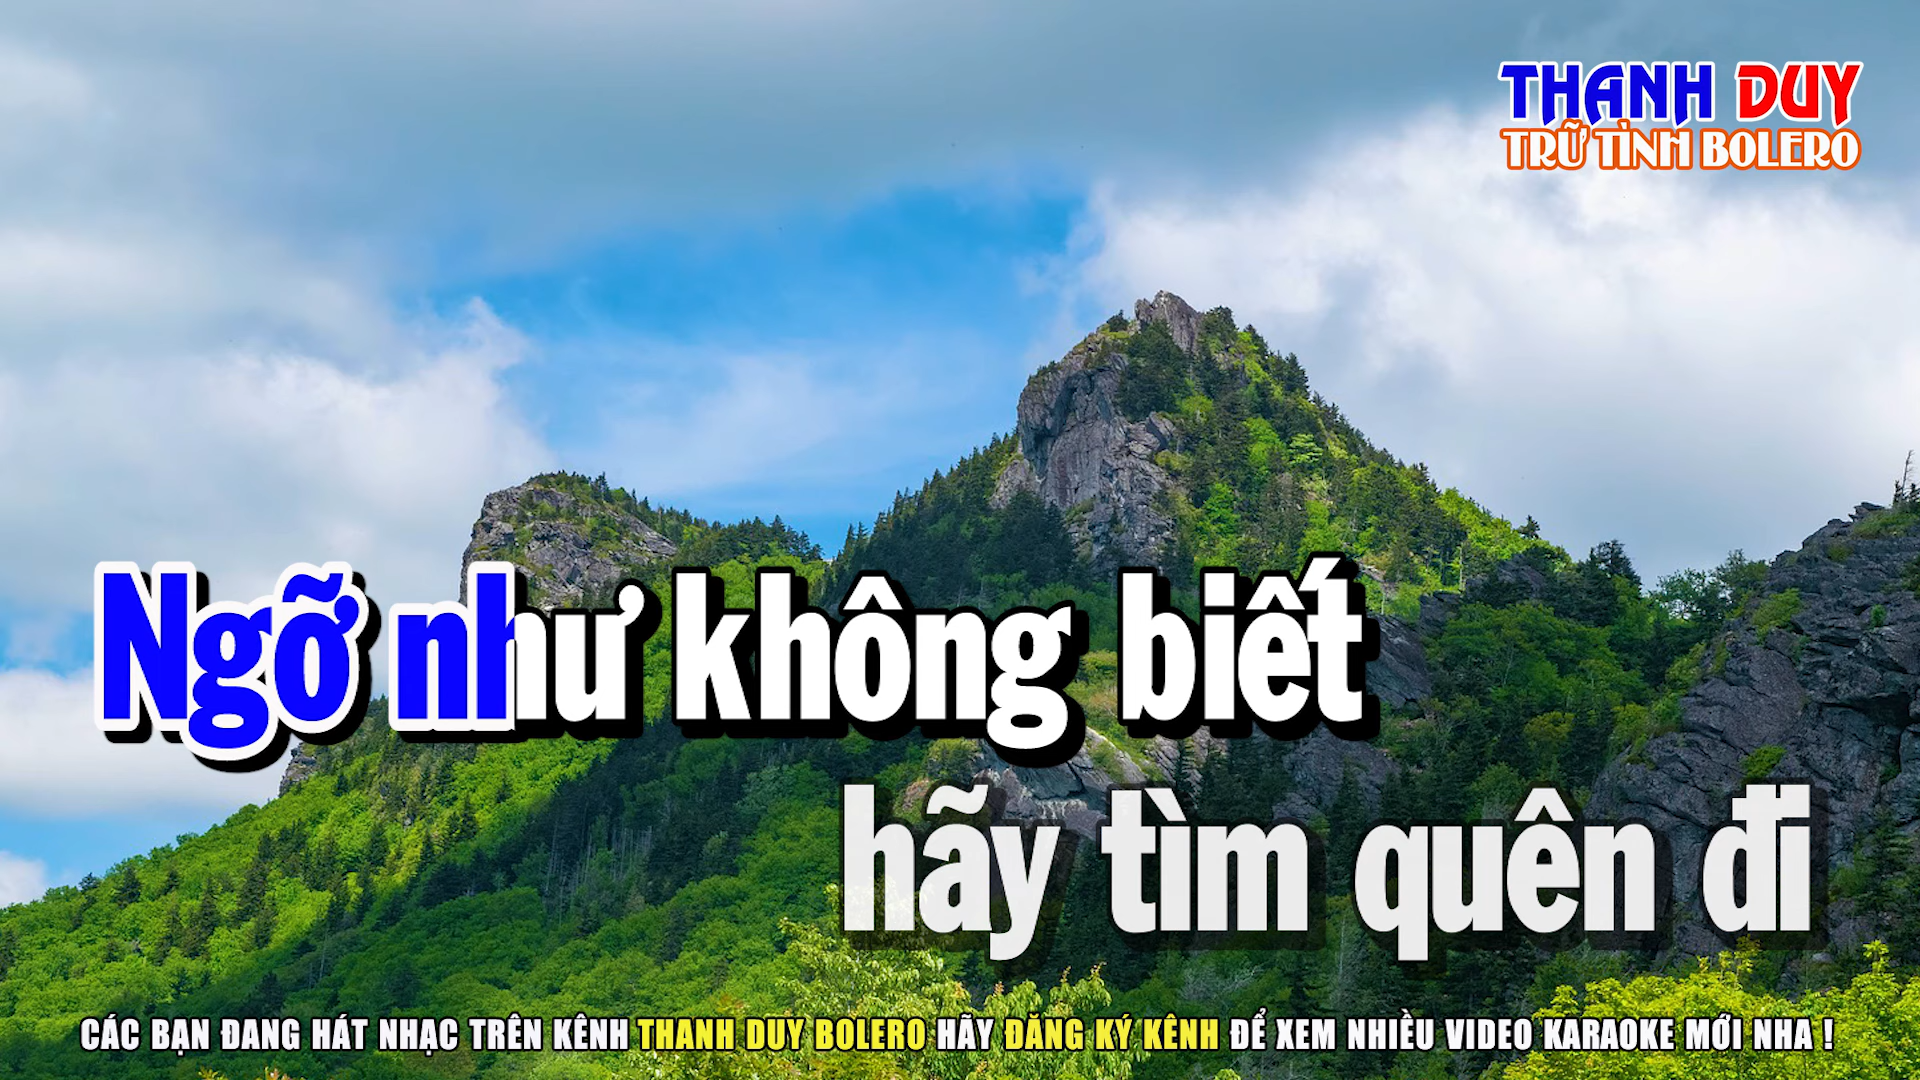 THANH DUY
TRỮ TÌNH BOLERO
Ngỡ như không biết
hãy tìm quên đi
CÁC BẠN ĐANG HÁT NHẠC TRÊN KÊNH THANH DUY BOLERO HÃY ĐĂNG KÝ KÊNH ĐỂ XEM NHIỀU VIDEO KARAOKE MỚI NHA !